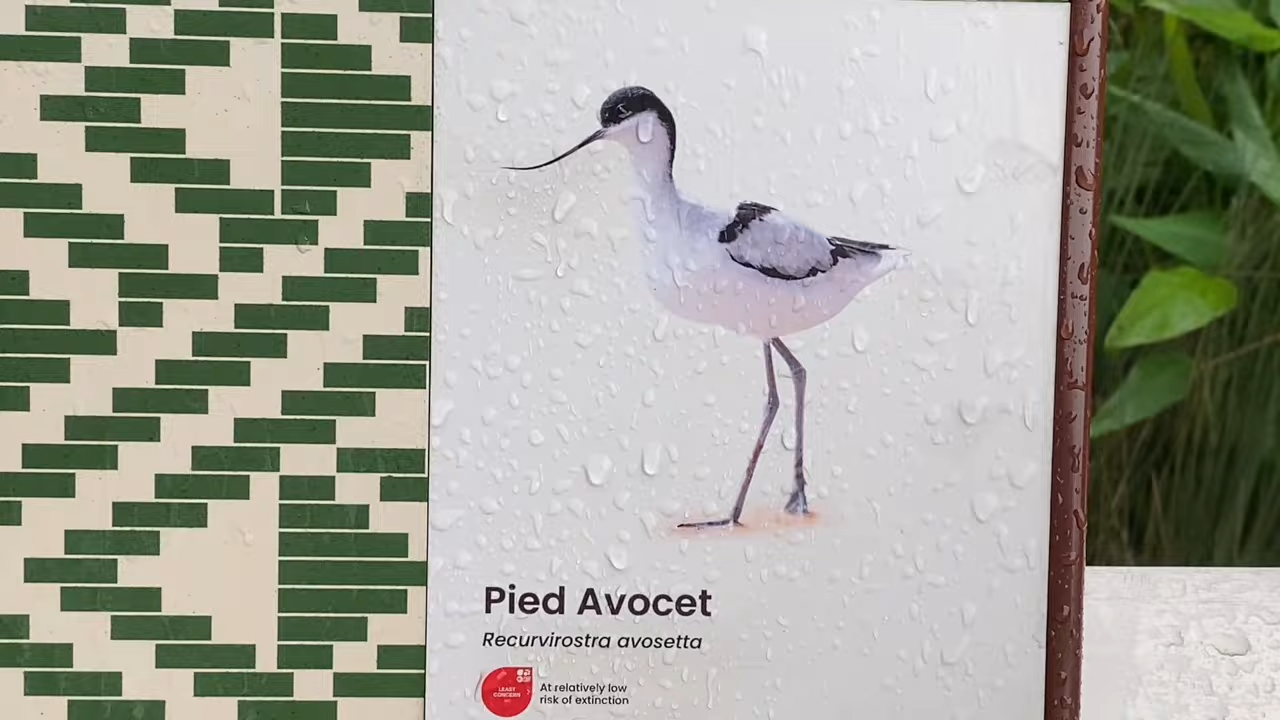 Pied Avocet
Recurvirostra avosetta
LEAST
CONCERN
At relatively low
risk of extinction